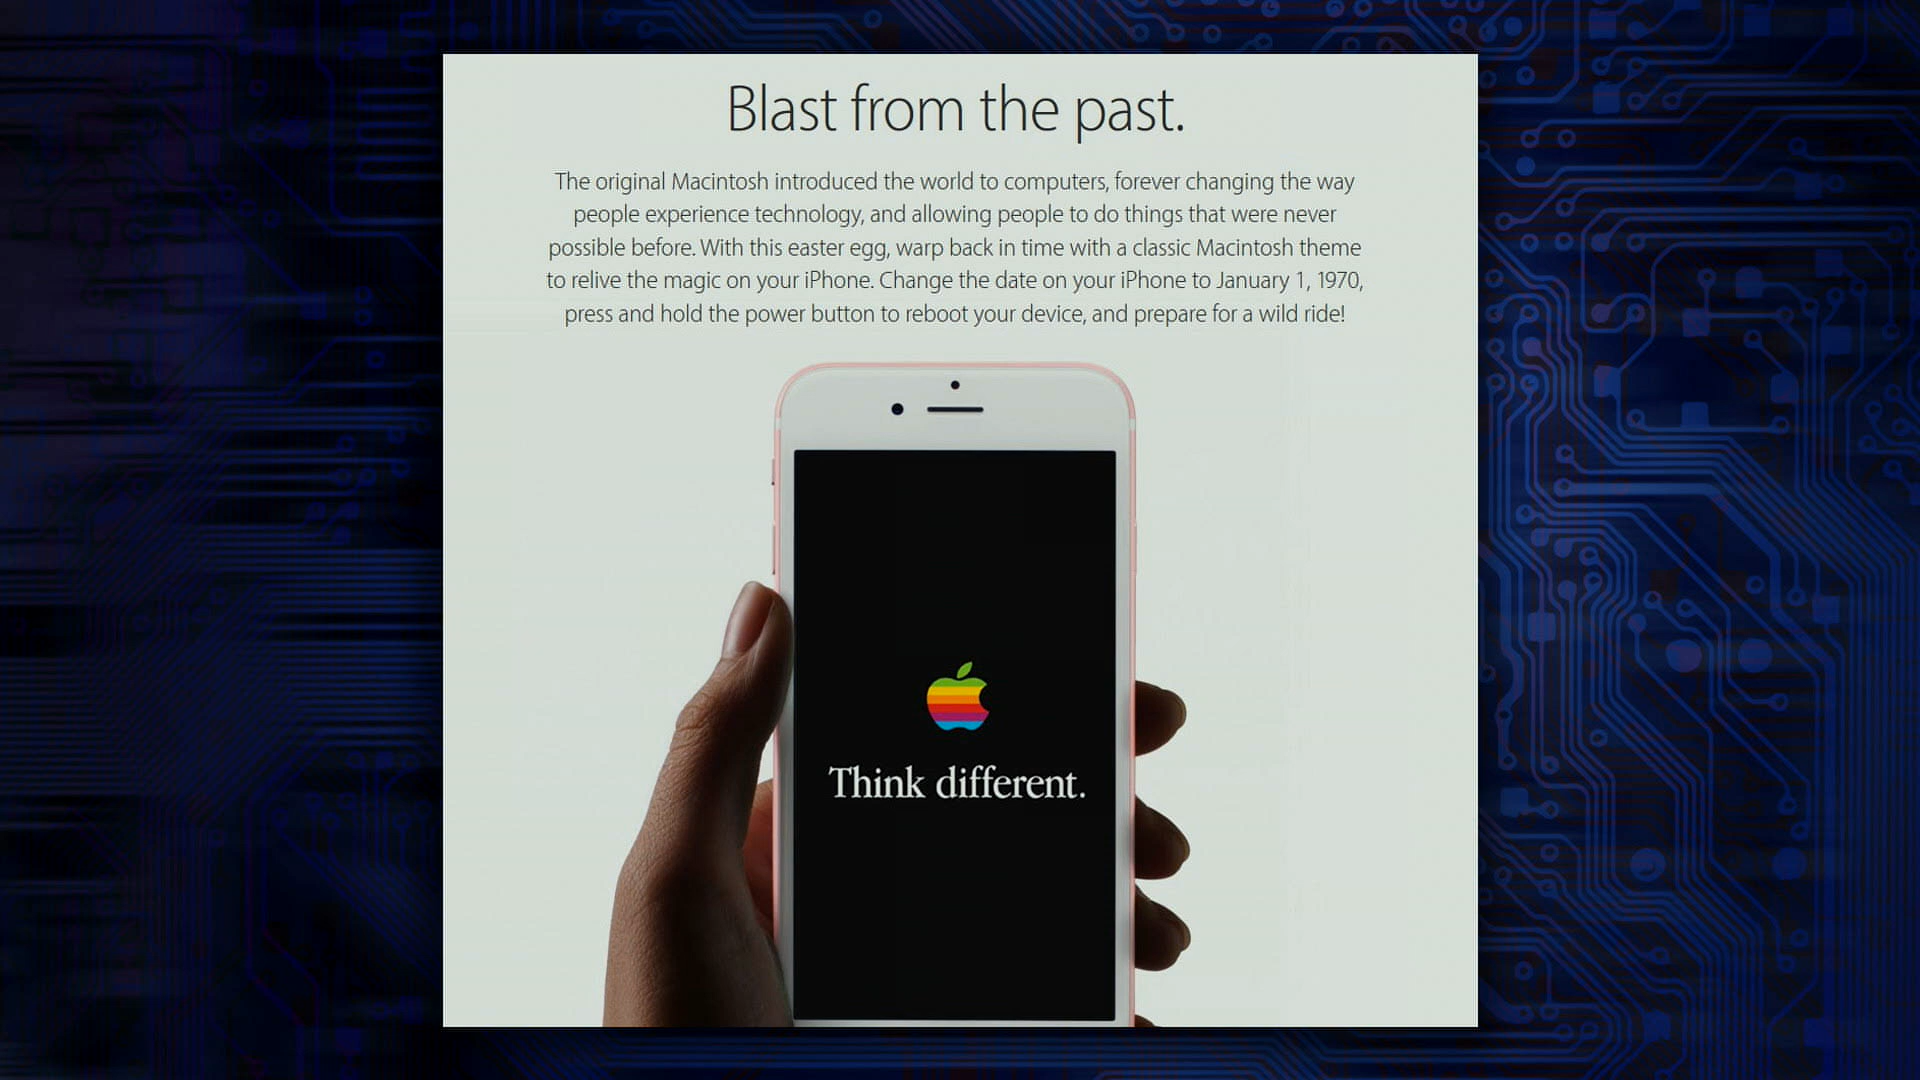 Blast from the past.
The original Macintosh introduced the world to computers, forever changing the way
people experience technology, and allowing people to do things that were never
possible before. With this easter egg, warp back in time with a classic Macintosh theme
to relive the magic on your iPhone. Change the date on your iPhone to January 1, 1970,
press and hold the power button to reboot your device, and prepare for a wild ride!
Think different.